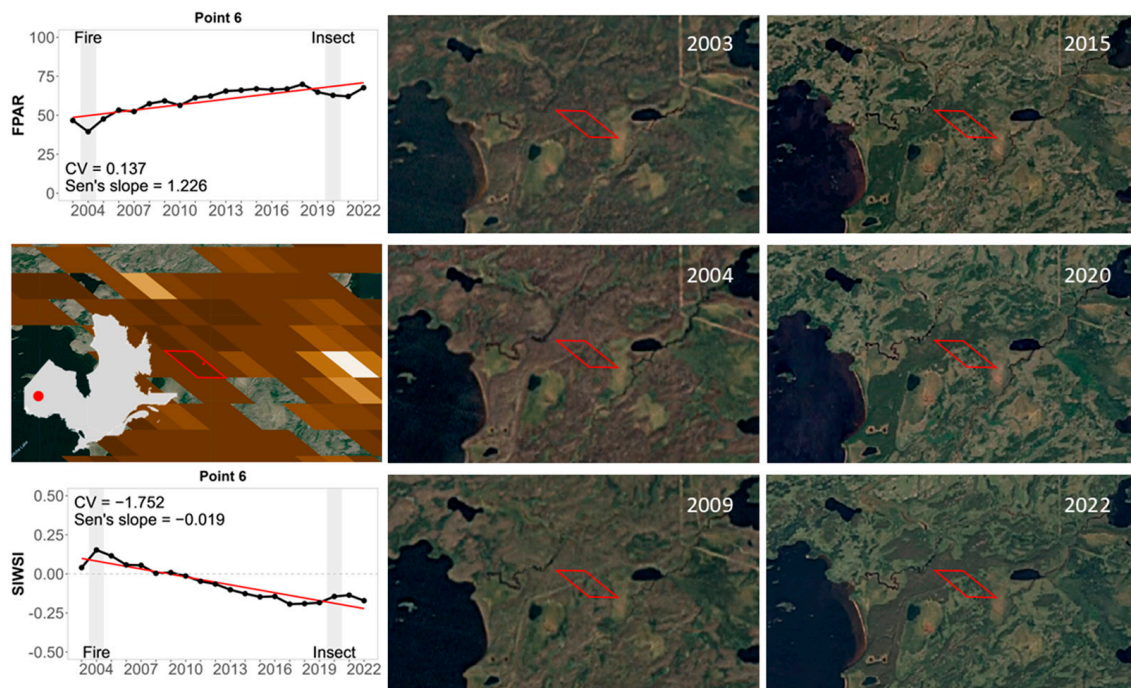 Point 6
Fire
Insect
100
75
50
25
0
FPAR
CV = 0.137
Sen's slope = 1.226
2004 2007 2010 2013 2016 2019 2022
2003
2015
2004
2020
Point 6
0.50
0.25
0.00
-0.25
-0.50
SIWSI
CV = −1.752
Sen's slope = −0.019
Fire
Insect
2004 2007 2010 2013 2016 2019 2022
2009
2022